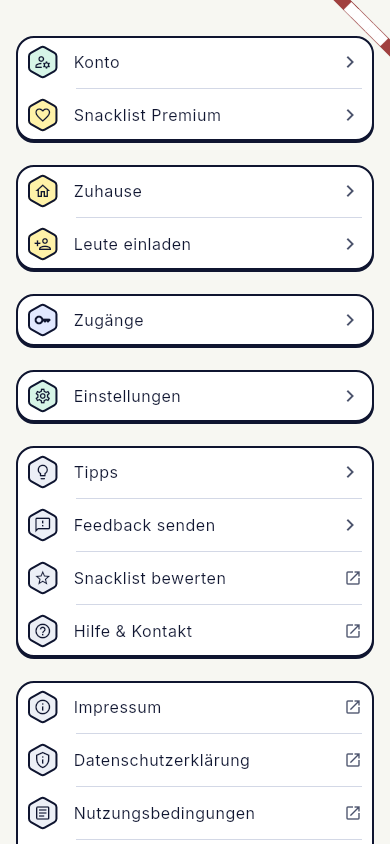 Konto
Snacklist Premium
Zuhause
Leute einladen
Zugänge
Einstellungen
Tipps
Feedback senden
Snacklist bewerten
Hilfe & Kontakt
Impressum
Datenschutzerklärung
Nutzungsbedingungen